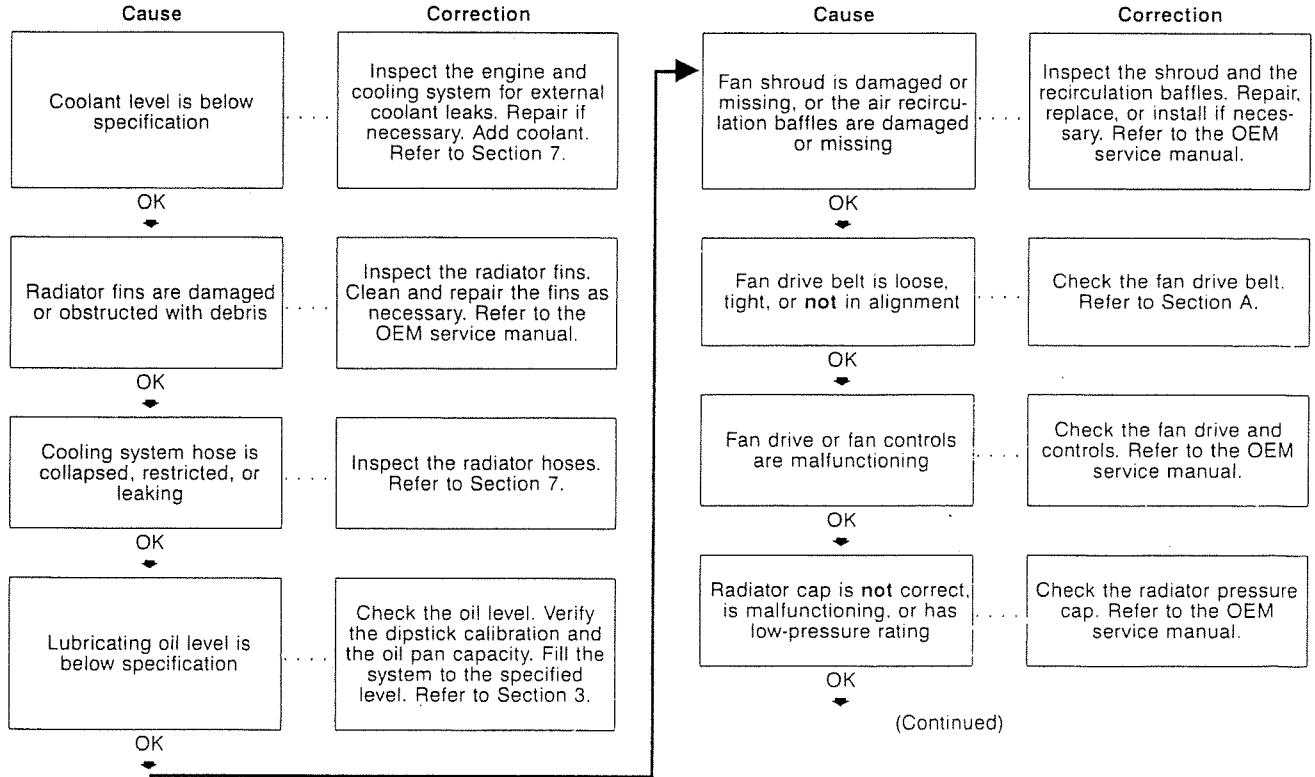 Cause
Correction
Coolant level is below
specification
Inspect the engine and
cooling system for external
coolant leaks. Repair if
necessary. Add coolant.
Refer to Section 7.
OK
Radiator fins are damaged
or obstructed with debris
Inspect the radiator fins.
Clean and repair the fins as
necessary. Refer to the
OEM service manual.
OK
Cooling system hose is
collapsed, restricted, or
leaking
Inspect the radiator hoses.
Refer to Section 7.
OK
Lubricating oil level is
below specification
Check the oil level. Verify
the dipstick calibration and
the oil pan capacity. Fill the
system to the specified
level. Refer to Section 3.
OK
Cause
Correction
Fan shroud is damaged or
missing, or the air recircu-
lation baffles are damaged
or missing
Inspect the shroud and the
recirculation baffles. Repair,
replace, or install if neces-
sary. Refer to the OEM
service manual.
OK
Fan drive belt is loose,
tight, or not in alignment
Check the fan drive belt.
Refer to Section A.
OK
Fan drive or fan controls
are malfunctioning
Check the fan drive and
controls. Refer to the OEM
service manual.
OK
Radiator cap is not correct,
is malfunctioning, or has
low-pressure rating
Check the radiator pressure
cap. Refer to the OEM
service manual.
OK
(Continued)